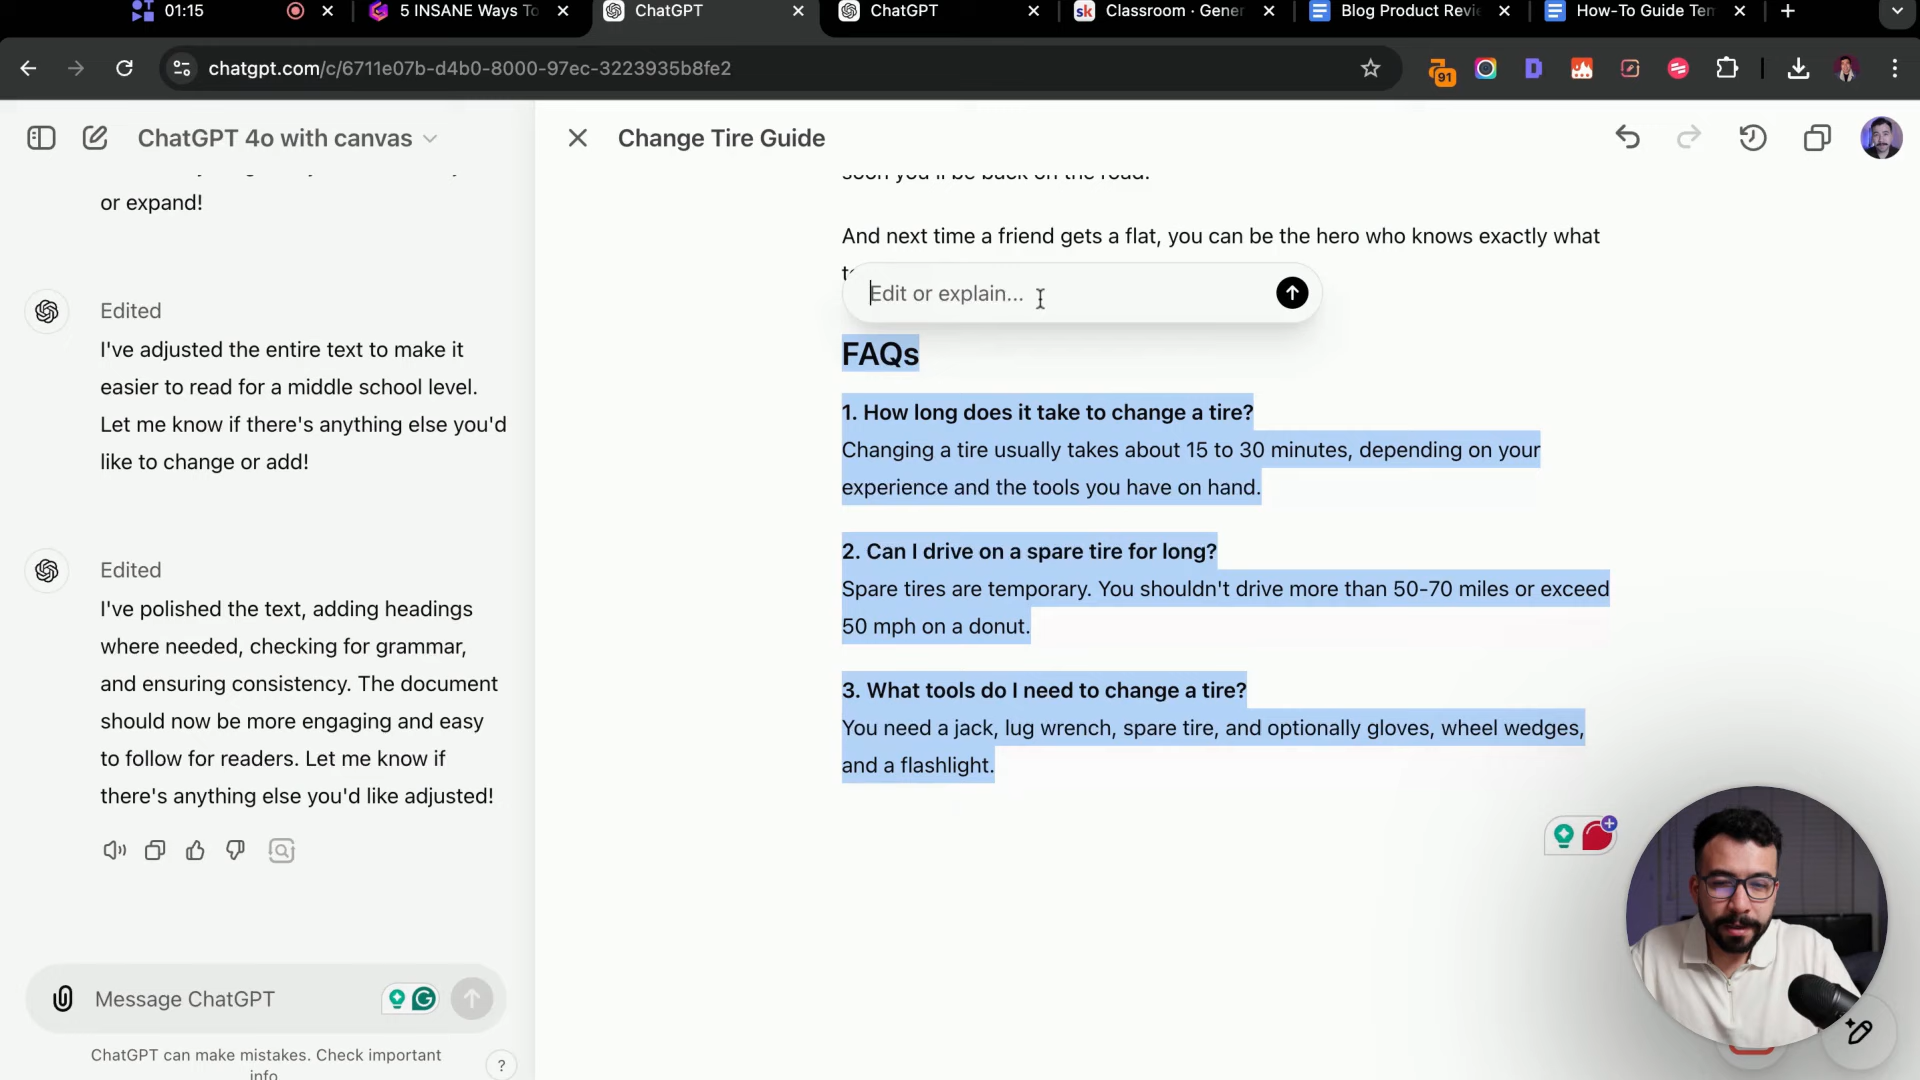 01:15
5 INSANE Ways To
ChatGPT
ChatGPT
sk
Classroom · Gener
Blog Product Revie
How-To Guide Tem
chatgpt.com/c/6711e07b-d4b0-8000-97ec-3223935b8fe2
91
D
ChatGPT 4o with canvas
Change Tire Guide
or expand!
Edited
I've adjusted the entire text to make it
easier to read for a middle school level.
Let me know if there's anything else you'd
like to change or add!
Edited
I've polished the text, adding headings
where needed, checking for grammar,
and ensuring consistency. The document
should now be more engaging and easy
to follow for readers. Let me know if
there's anything else you'd like adjusted!
Message ChatGPT
ChatGPT can make mistakes. Check important
info.
?
soon you'll be back on the road.
And next time a friend gets a flat, you can be the hero who knows exactly what
Edit or explain...
FAQs
1. How long does it take to change a tire?
Changing a tire usually takes about 15 to 30 minutes, depending on your
experience and the tools you have on hand.
2. Can I drive on a spare tire for long?
Spare tires are temporary. You shouldn't drive more than 50-70 miles or exceed
50 mph on a donut.
3. What tools do I need to change a tire?
You need a jack, lug wrench, spare tire, and optionally gloves, wheel wedges,
and a flashlight.